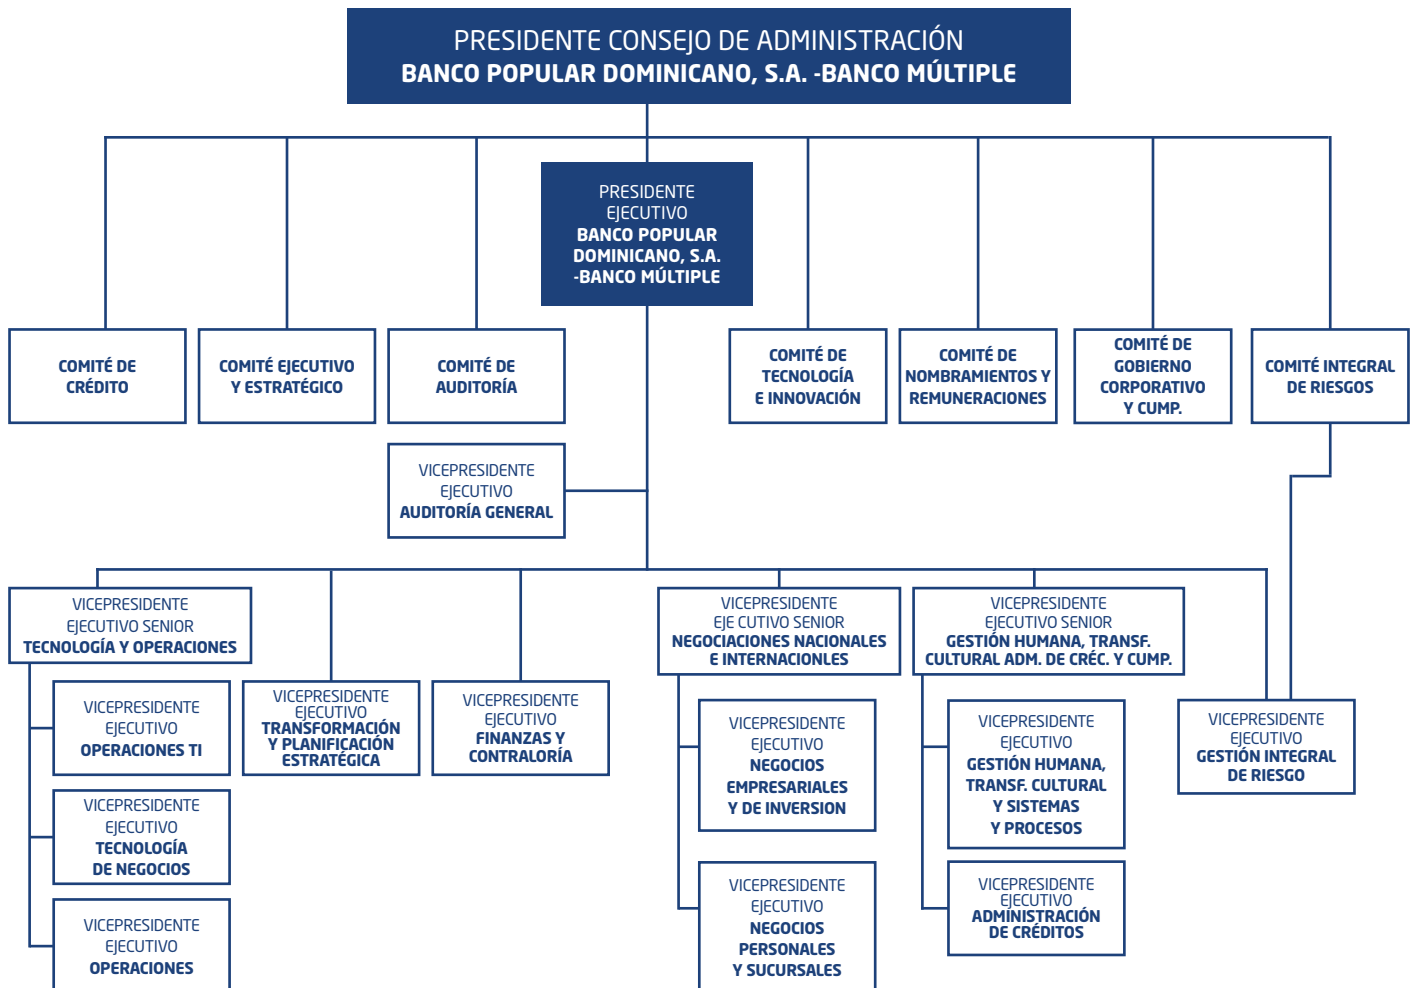 PRESIDENTE CONSEJO DE ADMINISTRACIÓN
BANCO POPULAR DOMINICANO, S.A. -BANCO MÚLTIPLE
PRESIDENTE
EJECUTIVO
BANCO POPULAR
DOMINICANO, S.A.
-BANCO MÚLTIPLE
COMITÉ DE
CRÉDITO
COMITÉ EJECUTIVO
Y ESTRATÉGICO
COMITÉ DE
AUDITORÍA
COMITÉ DE
TECNOLOGÍA
E INNOVACIÓN
COMITÉ DE
NOMBRAMIENTOS Y
REMUNERACIONES
COMITÉ DE
GOBIERNO
CORPORATIVO
Y CUMP.
COMITÉ INTEGRAL
DE RIESGOS
VICEPRESIDENTE
EJECUTIVO
AUDITORÍA GENERAL
VICEPRESIDENTE
EJECUTIVO SENIOR
TECNOLOGÍA Y OPERACIONES
VICEPRESIDENTE
EJECUTIVO
OPERACIONES TI
VICEPRESIDENTE
EJECUTIVO
TECNOLOGÍA
DE NEGOCIOS
VICEPRESIDENTE
EJECUTIVO
OPERACIONES
VICEPRESIDENTE
EJECUTIVO
TRANSFORMACIÓN
Y PLANIFICACIÓN
ESTRATÉGICA
VICEPRESIDENTE
EJECUTIVO
FINANZAS Y
CONTRALORÍA
VICEPRESIDENTE
EJE CUTIVO SENIOR
NEGOCIACIONES NACIONALES
E INTERNACIONLES
VICEPRESIDENTE
EJECUTIVO
NEGOCIOS
EMPRESARIALES
Y DE INVERSION
VICEPRESIDENTE
EJECUTIVO
NEGOCIOS
PERSONALES
Y SUCURSALES
VICEPRESIDENTE
EJECUTIVO SENIOR
GESTIÓN HUMANA, TRANSF.
CULTURAL ADM. DE CRÉC. Y CUMP.
VICEPRESIDENTE
EJECUTIVO
GESTIÓN HUMANA,
TRANSF. CULTURAL
Y SISTEMAS
Y PROCESOS
VICEPRESIDENTE
EJECUTIVO
ADMINISTRACIÓN
DE CRÉDITOS
VICEPRESIDENTE
EJECUTIVO
GESTIÓN INTEGRAL
DE RIESGO